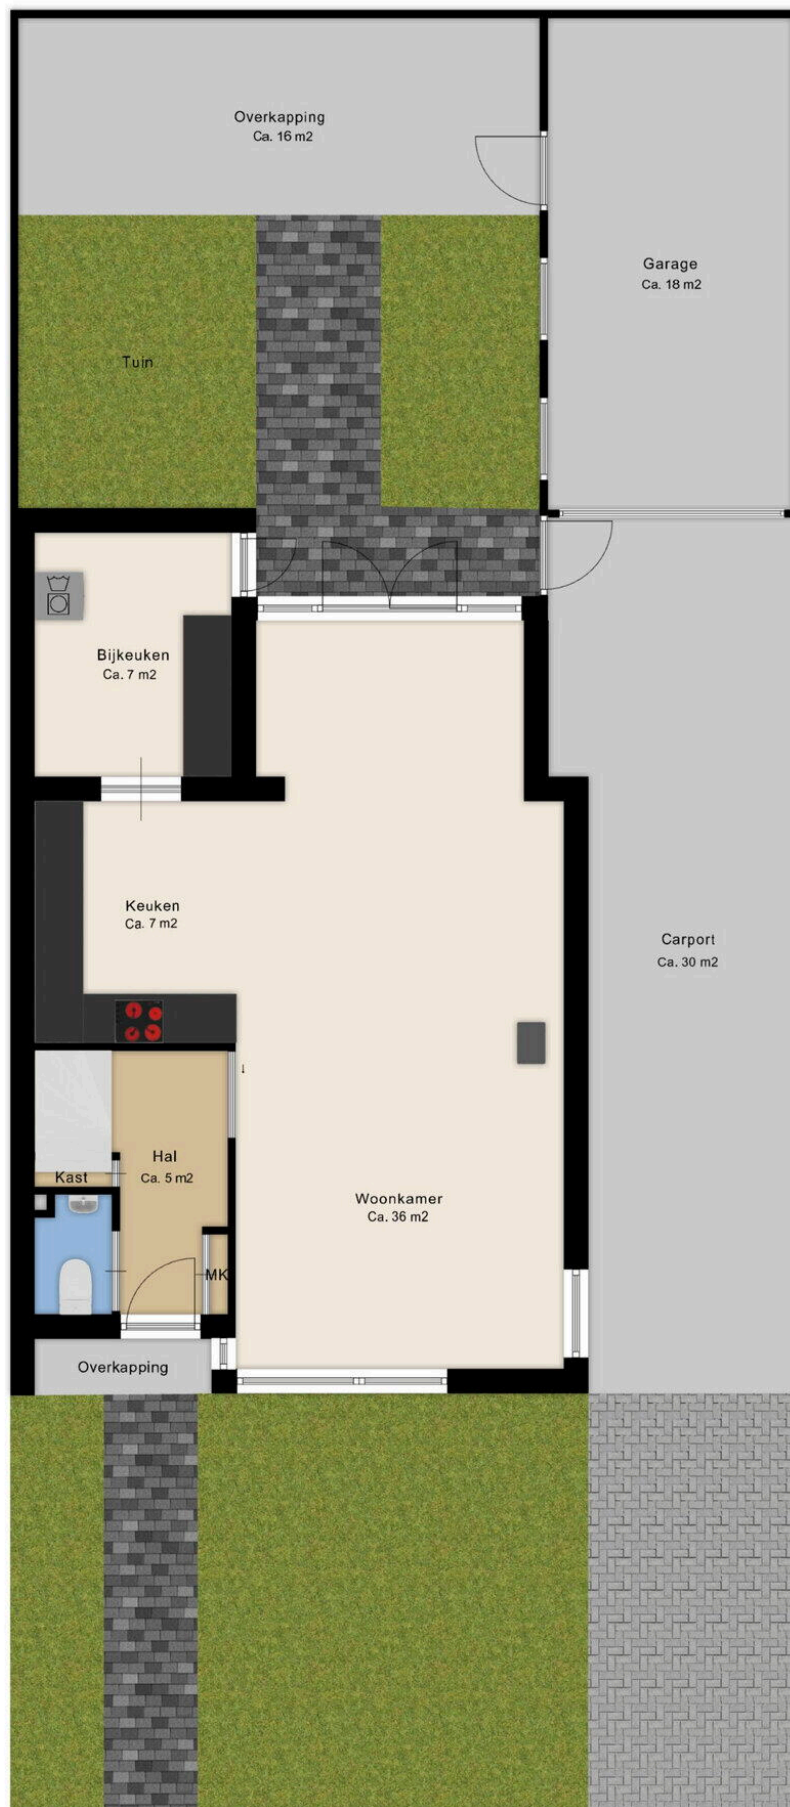 Overkapping
Ca. 16 m2
Garage
Ca. 18 m2
Tuin
Bijkeuken
Ca. 7 m2
Keuken
Ca. 7 m2
Carport
Ca. 30 m2
Hal
Ca. 5 m2
Kast
Woonkamer
Ca. 36 m2
MK
Overkapping